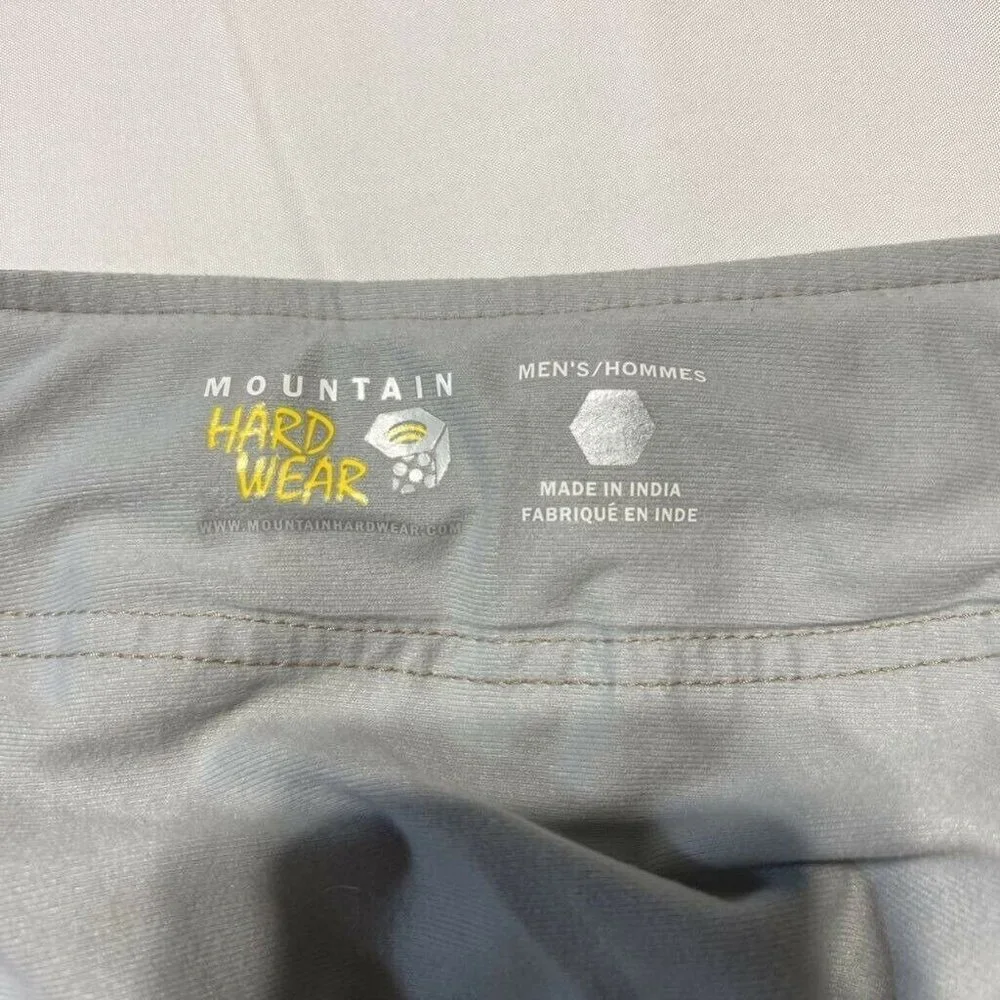 MOUNTAIN
HARD
WEAR
WWW.MOUNTAINHARDWEAR.COM
MEN'S/HOMMES
MADE IN INDIA
FABRIQUÉ EN INDE